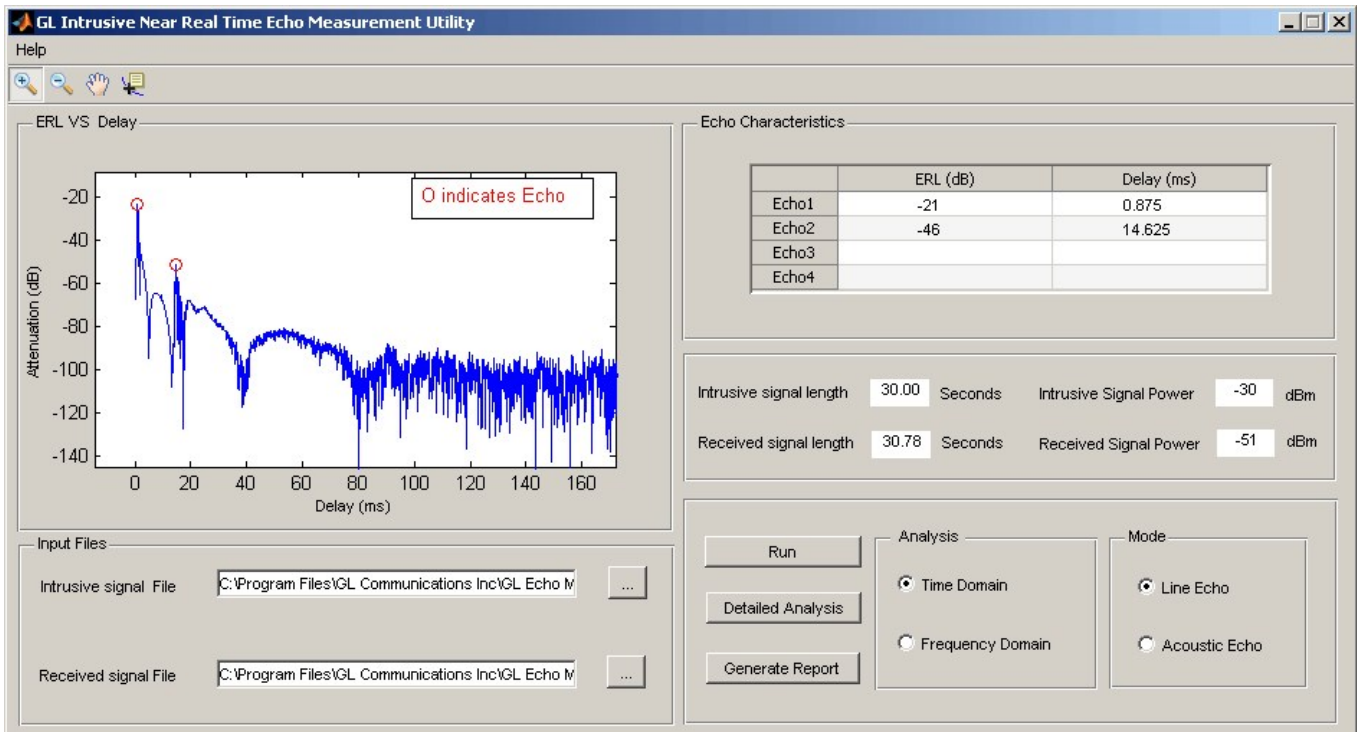 GL Intrusive Near Real Time Echo Measurement Utility
Help
ERL VS Delay
O indicates Echo
Attenuation (dB)
-20
-40
-60
-80
-100
-120
-140
0 20 40 60 80 100 120 140 160
Delay (ms)
Echo Characteristics
ERL (dB) Delay (ms)
Echo1 -21 0.875
Echo2 -46 14.625
Echo3
Echo4
Intrusive signal length 30.00 Seconds Intrusive Signal Power -30 dBm
Received signal length 30.78 Seconds Received Signal Power -51 dBm
Input Files
Intrusive signal File C:\Program Files\GL Communications Inc\GL Echo M ...
Received signal File C:\Program Files\GL Communications Inc\GL Echo M ...
Run
Detailed Analysis
Generate Report
Analysis
Time Domain
Frequency Domain
Mode
Line Echo
Acoustic Echo